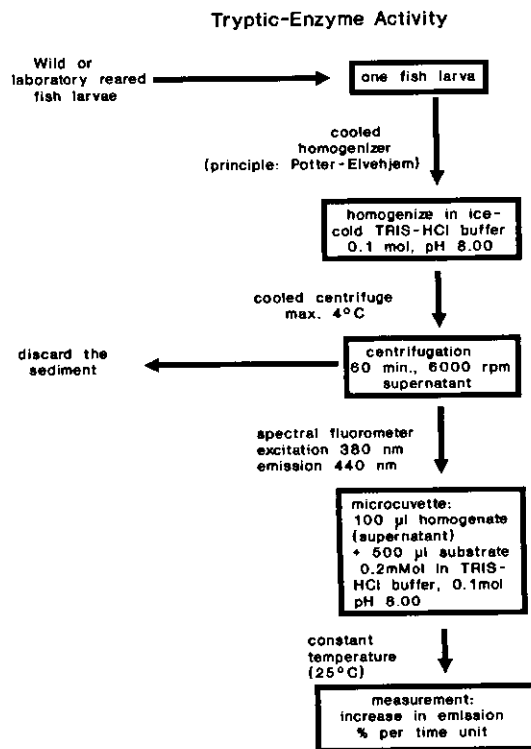 Tryptic-Enzyme Activity
Wild or
laboratory reared
fish larvae
one fish larva
cooled
homogenizer
(principle: Potter-Elvehjem)
homogenize in ice-
cold TRIS-HCl buffer
0.1 mol, pH 8.00
cooled centrifuge
max. 4°C
discard the
sediment
centrifugation
60 min., 6000 rpm
supernatant
spectral fluorometer
excitation 380 nm
emission 440 nm
microcuvette:
100 µl homogenate
(supernatant)
+ 500 µl substrate
0.2mMol in TRIS-
HCl buffer, 0.1mol
pH 8.00
constant
temperature
(25°C)
measurement:
increase in emission
% per time unit